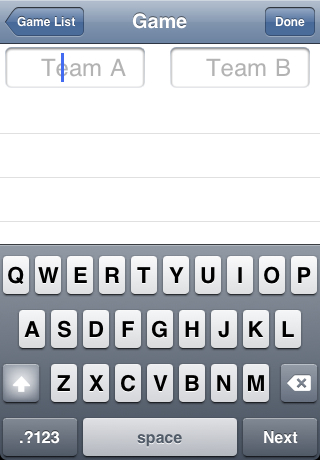 Game List Game Done
Team A Team B
Q W E R T Y U I O P
A S D F G H J K L
Z X C V B N M
.?123 space Next